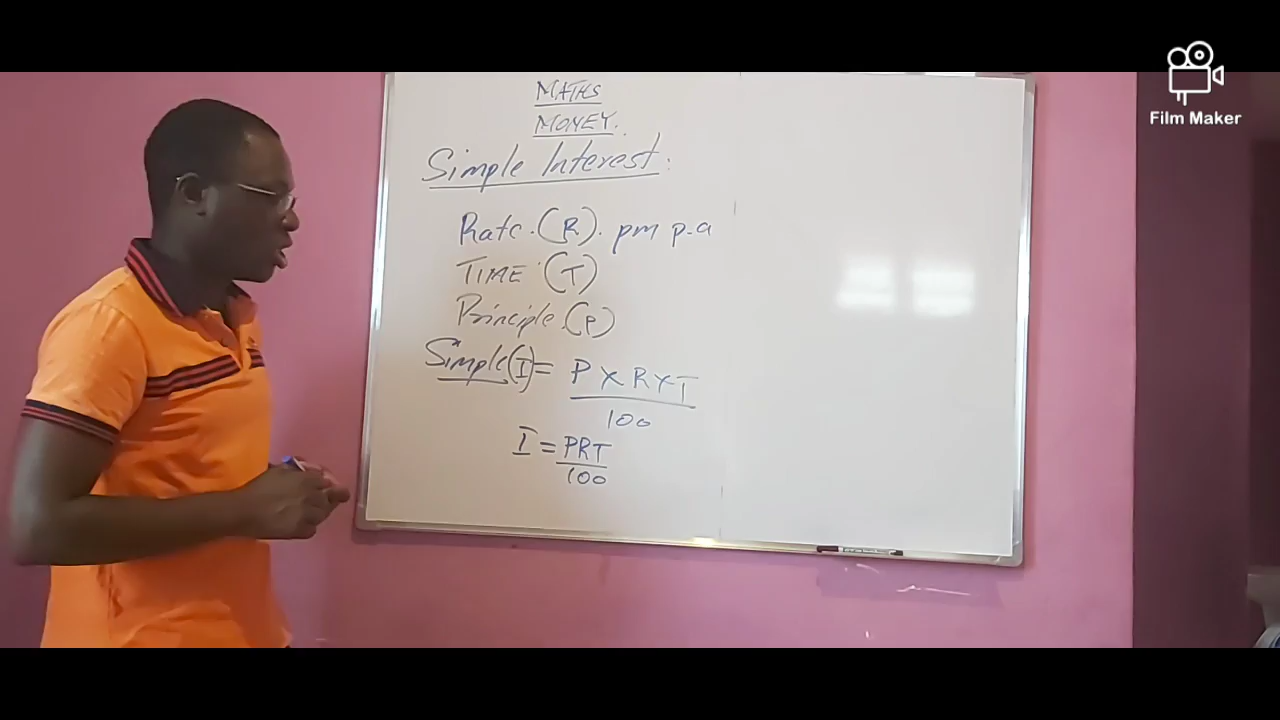 Film Maker
MATHS
MONEY.
Simple Interest:
Rate.(R). pm p.a
TIME.(T)
Principle.(P)
Simple(I)= P X R X T
100
I = PRT
100